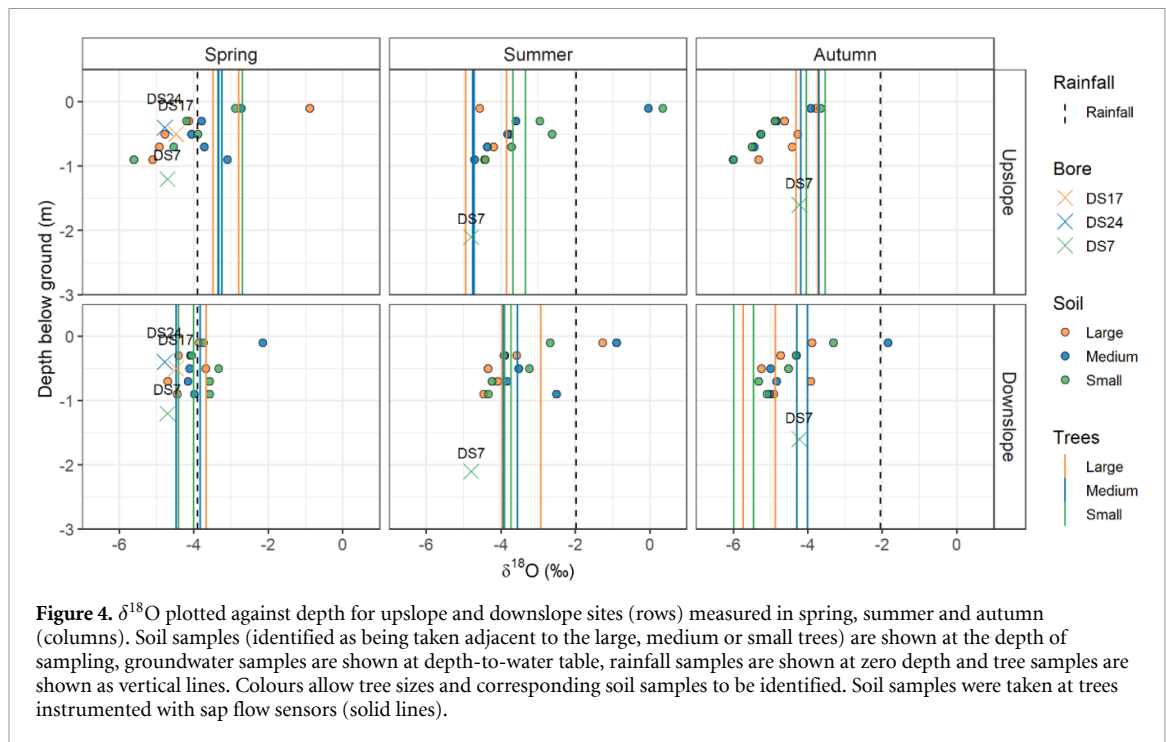 Spring
Summer
Autumn
Upslope
Downslope
Depth below ground (m)
0
-1
-2
-3
0
-1
-2
-3
DS24
DS17
DS7
DS7
DS7
DS24
DS17
DS7
DS7
DS7
-6
-4
-2
0
-6
-4
-2
0
-6
-4
-2
0
δ18O (‰)
Rainfall
Rainfall
Bore
DS17
DS24
DS7
Soil
Large
Medium
Small
Trees
Large
Medium
Small
Figure 4. δ18O plotted against depth for upslope and downslope sites (rows) measured in spring, summer and autumn
(columns). Soil samples (identified as being taken adjacent to the large, medium or small trees) are shown at the depth of
sampling, groundwater samples are shown at depth-to-water table, rainfall samples are shown at zero depth and tree samples are
shown as vertical lines. Colours allow tree sizes and corresponding soil samples to be identified. Soil samples were taken at trees
instrumented with sap flow sensors (solid lines).